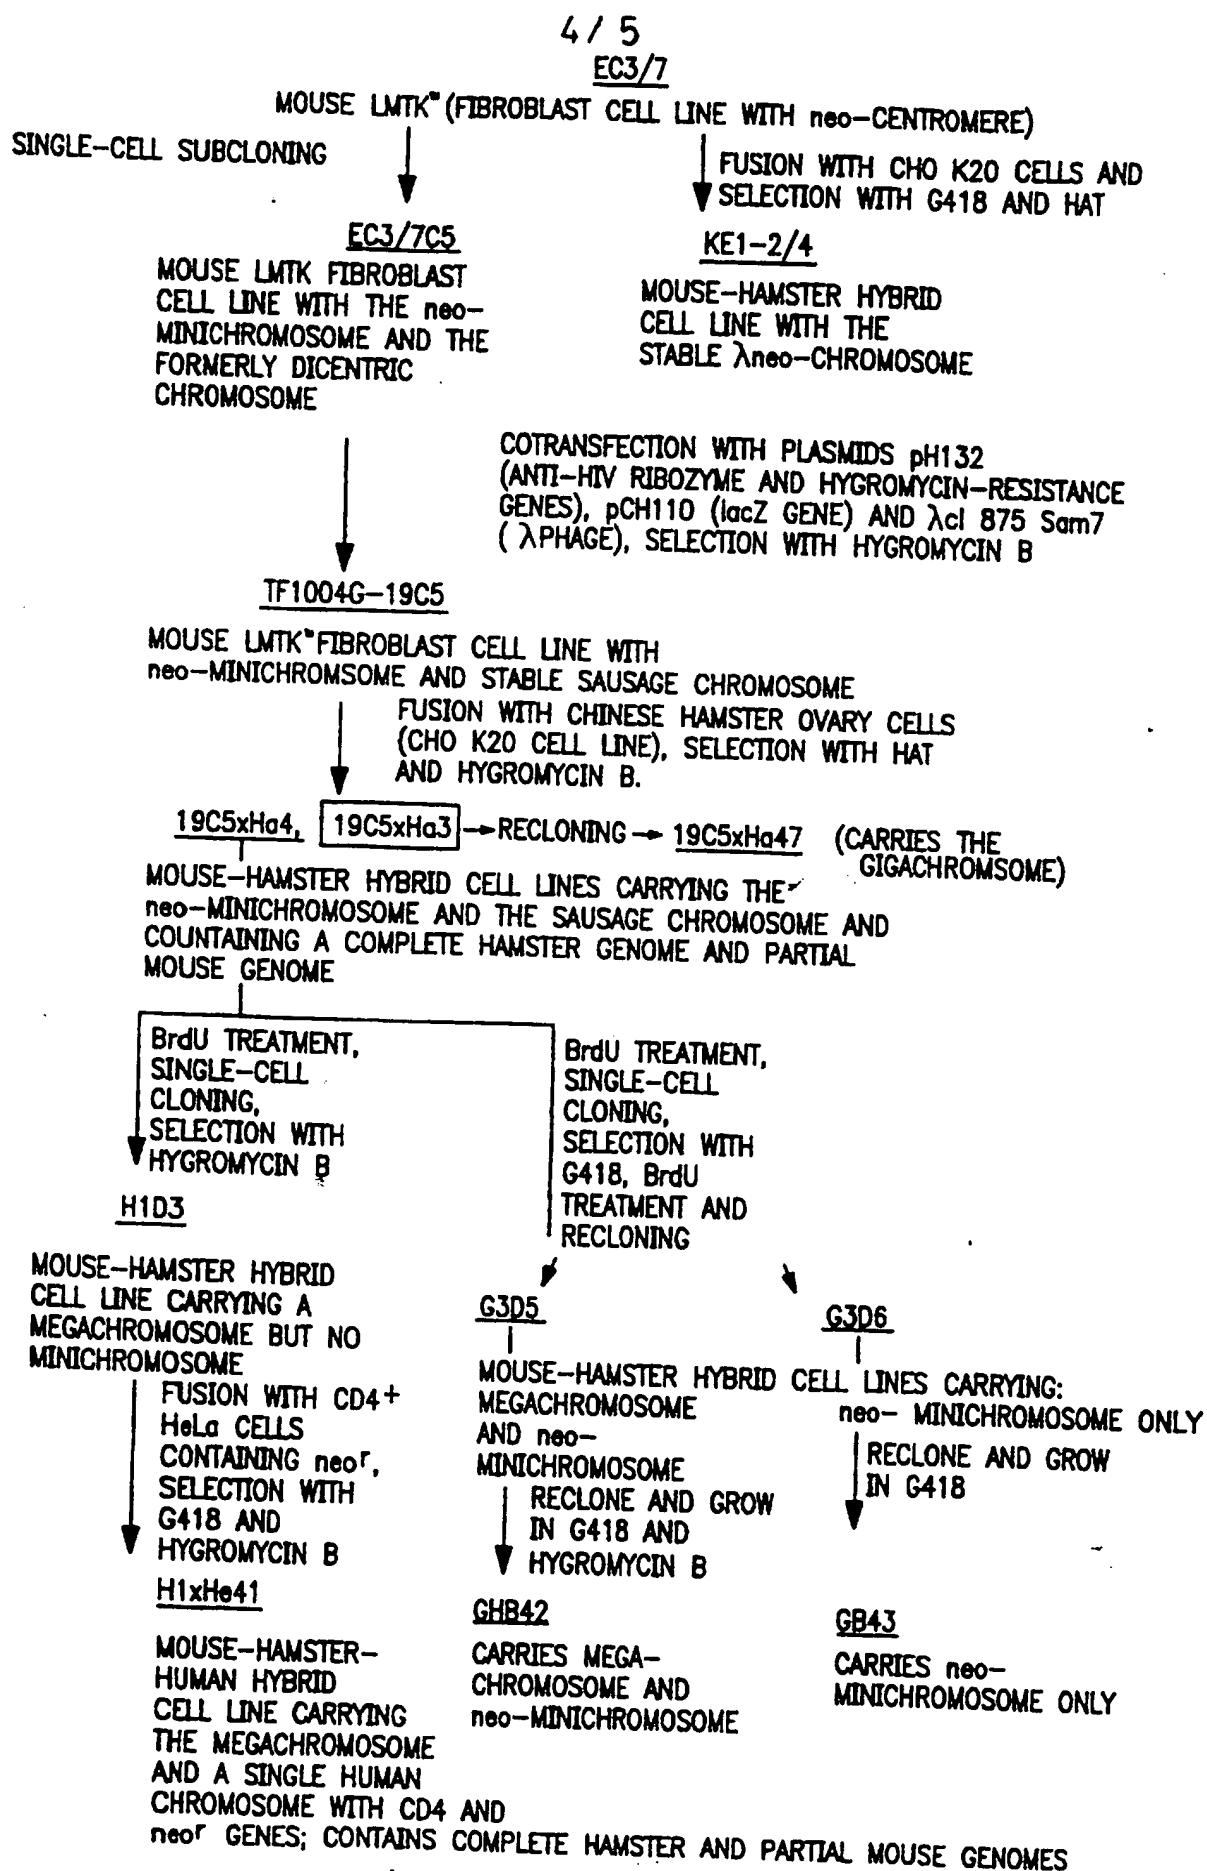 4/5
EC3/7
MOUSE LMTK⁻ (FIBROBLAST CELL LINE WITH neo-CENTROMERE)
SINGLE-CELL SUBCLONING
FUSION WITH CHO K20 CELLS AND
SELECTION WITH G418 AND HAT
EC3/7C5
MOUSE LMTK FIBROBLAST
CELL LINE WITH THE neo-
MINICHROMOSOME AND THE
FORMERLY DICENTRIC
CHROMOSOME
KE1-2/4
MOUSE-HAMSTER HYBRID
CELL LINE WITH THE
STABLE λneo-CHROMOSOME
COTRANSFECTION WITH PLASMIDS pH132
(ANTI-HIV RIBOZYME AND HYGROMYCIN-RESISTANCE
GENES), pCH110 (lacZ GENE) AND λcI 875 Sam7
( λPHAGE), SELECTION WITH HYGROMYCIN B
TF1004G-19C5
MOUSE LMTK⁻ FIBROBLAST CELL LINE WITH
neo-MINICHROMSOME AND STABLE SAUSAGE CHROMOSOME
FUSION WITH CHINESE HAMSTER OVARY CELLS
(CHO K20 CELL LINE), SELECTION WITH HAT
AND HYGROMYCIN B.
19C5xHa4, 19C5xHa3 → RECLONING → 19C5xHa47 (CARRIES THE
GIGACHROMSOME)
MOUSE-HAMSTER HYBRID CELL LINES CARRYING THE
neo-MINICHROMOSOME AND THE SAUSAGE CHROMOSOME AND
COUNTAINING A COMPLETE HAMSTER GENOME AND PARTIAL
MOUSE GENOME
BrdU TREATMENT,
SINGLE-CELL
CLONING,
SELECTION WITH
HYGROMYCIN B
BrdU TREATMENT,
SINGLE-CELL
CLONING,
SELECTION WITH
G418, BrdU
TREATMENT AND
RECLONING
H1D3
MOUSE-HAMSTER HYBRID
CELL LINE CARRYING A
MEGACHROMOSOME BUT NO
MINICHROMOSOME
G3D5
G3D6
MOUSE-HAMSTER HYBRID CELL LINES CARRYING:
MEGACHROMOSOME
AND neo-
MINICHROMOSOME
neo- MINICHROMOSOME ONLY
FUSION WITH CD4+
HeLa CELLS
CONTAINING neoʳ,
SELECTION WITH
G418 AND
HYGROMYCIN B
RECLONE AND GROW
IN G418 AND
HYGROMYCIN B
RECLONE AND GROW
IN G418
H1xHe41
MOUSE-HAMSTER-
HUMAN HYBRID
CELL LINE CARRYING
THE MEGACHROMOSOME
AND A SINGLE HUMAN
CHROMOSOME WITH CD4 AND
neoʳ GENES; CONTAINS COMPLETE HAMSTER AND PARTIAL MOUSE GENOMES
GHB42
CARRIES MEGA-
CHROMOSOME AND
neo-MINICHROMOSOME
GB43
CARRIES neo-
MINICHROMOSOME ONLY